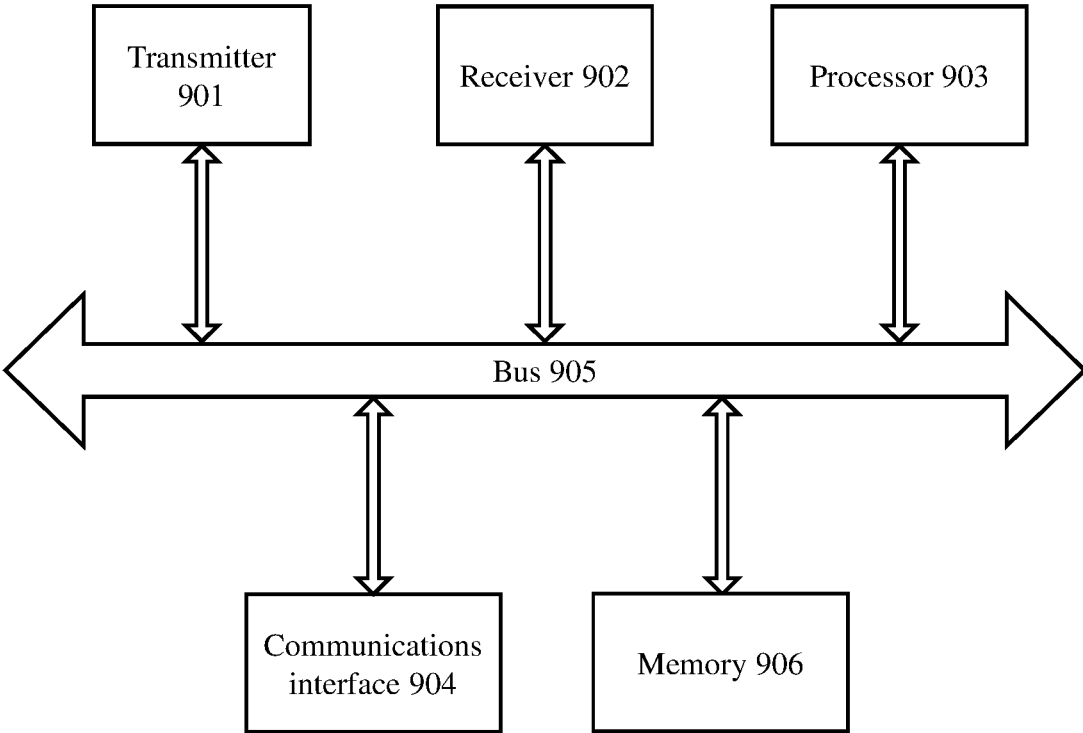 Transmitter
901
Receiver 902
Processor 903
Bus 905
Communications
interface 904
Memory 906